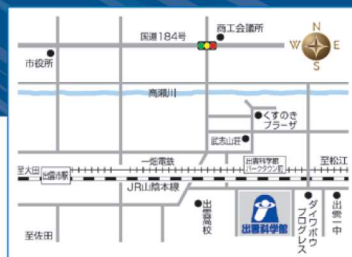 国道184号
商工会議所
N
W
E
S
市役所
高瀬川
くすのき
プラーザ
武志山荘
一畑電鉄
出雲科学館
パークタウン前
至大田
出雲市駅
至松江
JR山陰本線
出雲高校
出雲科学館
ダイワボウ
プログレス
出雲一中
至佐田